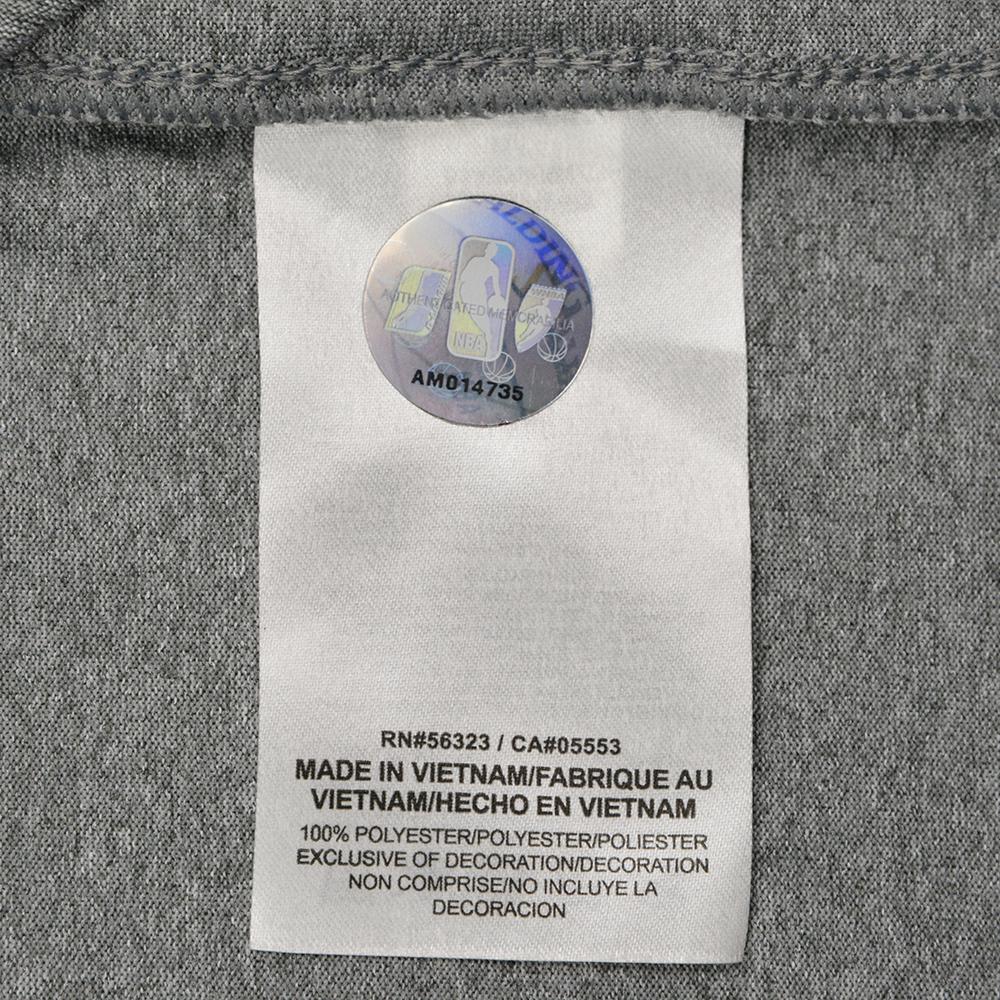 ALDING
AUTHENTICATED MEMORABILIA
NBA
AM014735
RN#56323 / CA#05553
MADE IN VIETNAM/FABRIQUE AU
VIETNAM/HECHO EN VIETNAM
100% POLYESTER/POLYESTER/POLIESTER
EXCLUSIVE OF DECORATION/DECORATION
NON COMPRISE/NO INCLUYE LA
DECORACION